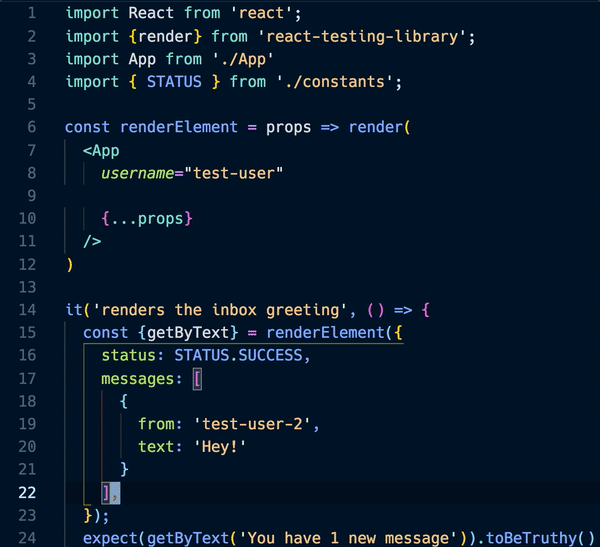 1 import React from 'react';
2 import {render} from 'react-testing-library';
3 import App from './App'
4 import { STATUS } from './constants';
5
6 const renderElement = props => render(
7 <App
8 username="test-user"
9
10 {...props}
11 />
12 )
13
14 it('renders the inbox greeting', () => {
15 const {getByText} = renderElement({
16 status: STATUS.SUCCESS,
17 messages: [
18 {
19 from: 'test-user-2',
20 text: 'Hey!'
21 }
22 ],
23 });
24 expect(getByText('You have 1 new message')).toBeTruthy()